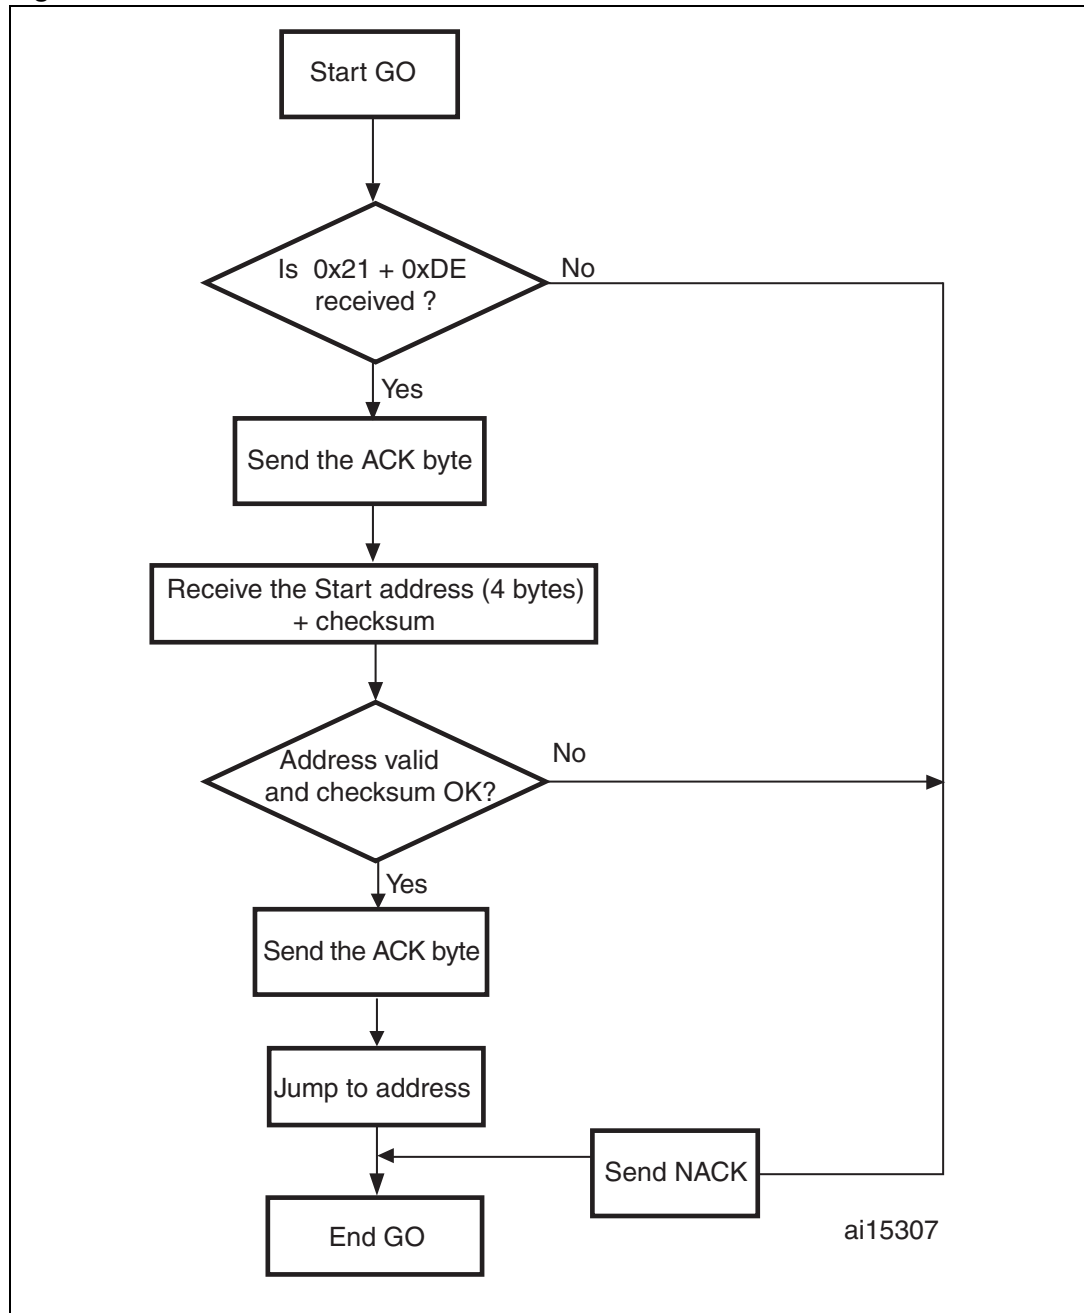 Start GO
Is 0x21 + 0xDE
received ?
No
Yes
Send the ACK byte
Receive the Start address (4 bytes)
+ checksum
Address valid
and checksum OK?
No
Yes
Send the ACK byte
Jump to address
Send NACK
End GO
ai15307